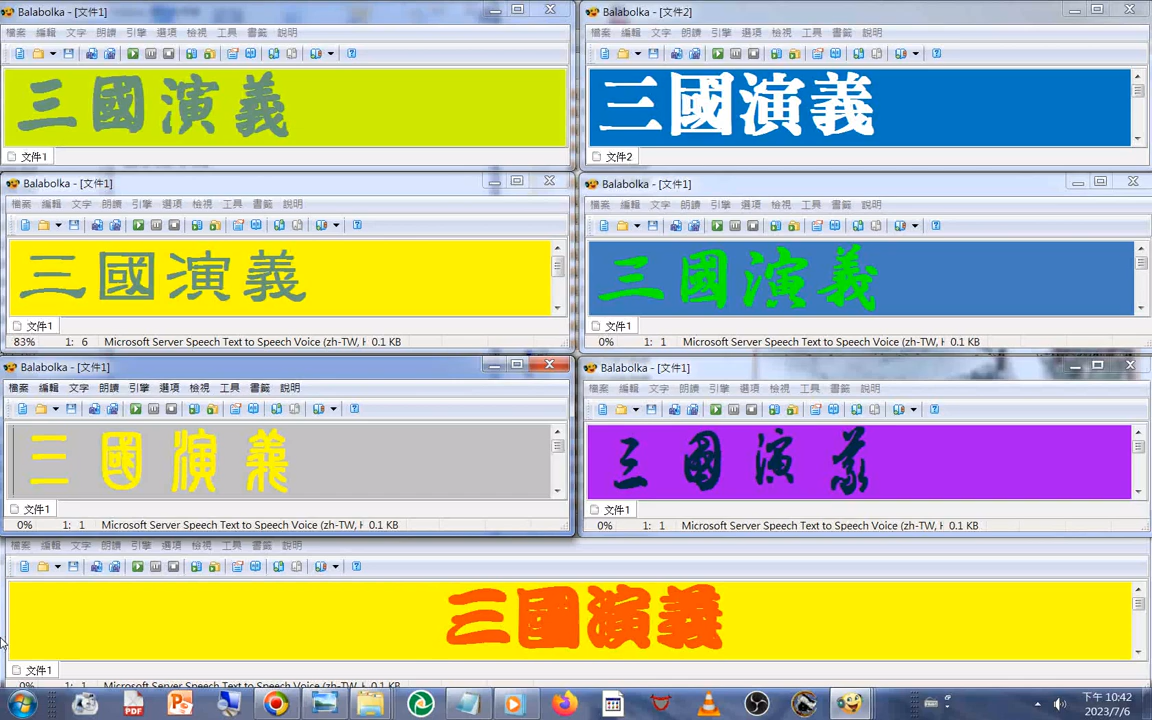 Balabolka - [文件1]
檔案 編輯 文字 朗讀 引擎 選項 檢視 工具 書籤 說明
三國演義
文件1
Balabolka - [文件2]
檔案 編輯 文字 朗讀 引擎 選項 檢視 工具 書籤 說明
三國演義
文件2
Balabolka - [文件1]
檔案 編輯 文字 朗讀 引擎 選項 檢視 工具 書籤 說明
三國演義
文件1
83% 1: 6 Microsoft Server Speech Text to Speech Voice (zh-TW, H 0.1 KB
Balabolka - [文件1]
檔案 編輯 文字 朗讀 引擎 選項 檢視 工具 書籤 說明
三國演義
文件1
0% 1: 1 Microsoft Server Speech Text to Speech Voice (zh-TW, H 0.1 KB
Balabolka - [文件1]
檔案 編輯 文字 朗讀 引擎 選項 檢視 工具 書籤 說明
三國演義
文件1
0% 1: 1 Microsoft Server Speech Text to Speech Voice (zh-TW, H 0.1 KB
Balabolka - [文件1]
檔案 編輯 文字 朗讀 引擎 選項 檢視 工具 書籤 說明
三國演義
文件1
0% 1: 1 Microsoft Server Speech Text to Speech Voice (zh-TW, H 0.1 KB
檔案 編輯 文字 朗讀 引擎 選項 檢視 工具 書籤 說明
三國演義
文件1
PDF
下午 10:42
2023/7/6